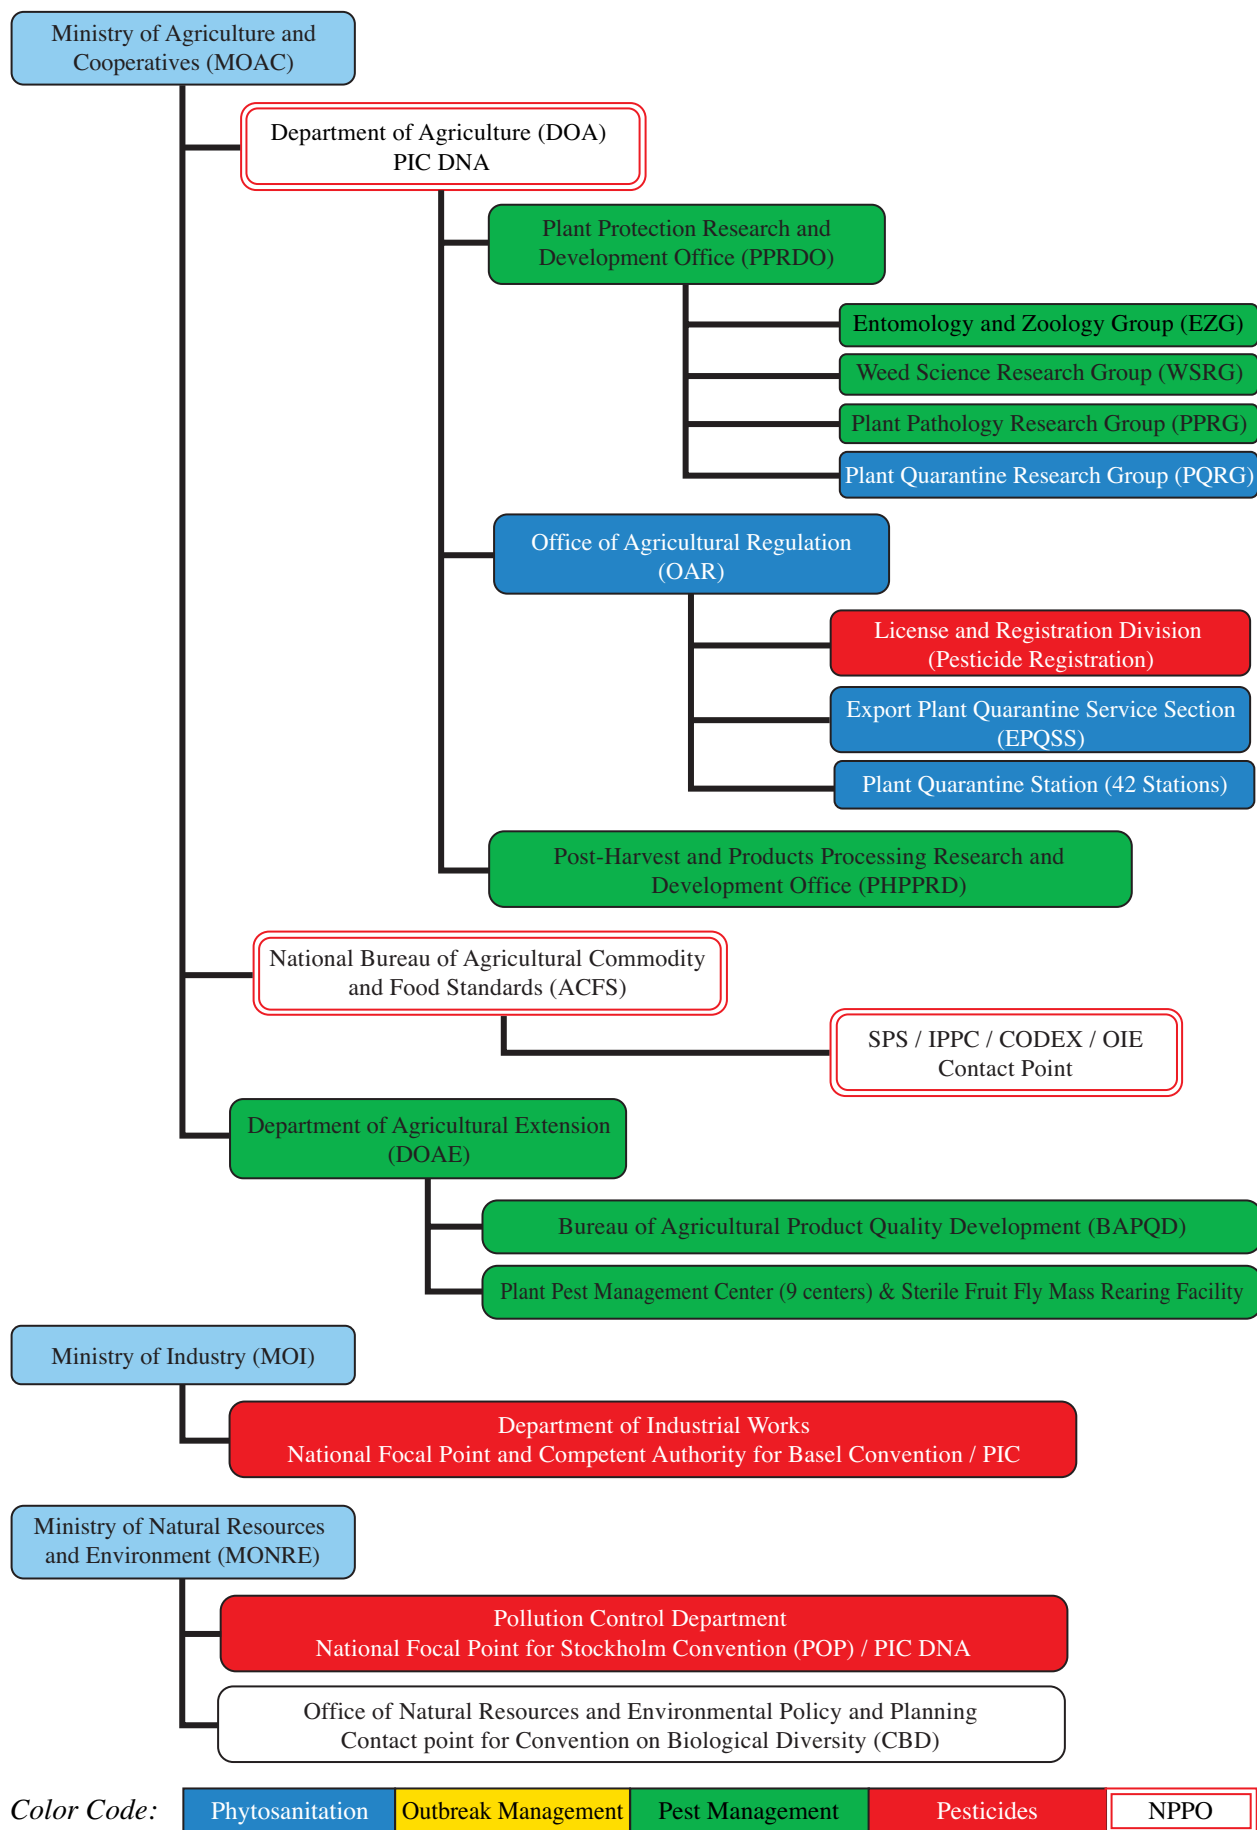 Ministry of Agriculture and
Cooperatives (MOAC)
Department of Agriculture (DOA)
PIC DNA
Plant Protection Research and
Development Office (PPRDO)
Entomology and Zoology Group (EZG)
Weed Science Research Group (WSRG)
Plant Pathology Research Group (PPRG)
Plant Quarantine Research Group (PQRG)
Office of Agricultural Regulation
(OAR)
License and Registration Division
(Pesticide Registration)
Export Plant Quarantine Service Section
(EPQSS)
Plant Quarantine Station (42 Stations)
Post-Harvest and Products Processing Research and
Development Office (PHPPRD)
National Bureau of Agricultural Commodity
and Food Standards (ACFS)
SPS / IPPC / CODEX / OIE
Contact Point
Department of Agricultural Extension
(DOAE)
Bureau of Agricultural Product Quality Development (BAPQD)
Plant Pest Management Center (9 centers) & Sterile Fruit Fly Mass Rearing Facility
Ministry of Industry (MOI)
Department of Industrial Works
National Focal Point and Competent Authority for Basel Convention / PIC
Ministry of Natural Resources
and Environment (MONRE)
Pollution Control Department
National Focal Point for Stockholm Convention (POP) / PIC DNA
Office of Natural Resources and Environmental Policy and Planning
Contact point for Convention on Biological Diversity (CBD)
Color Code: Phytosanitation Outbreak Management Pest Management Pesticides NPPO